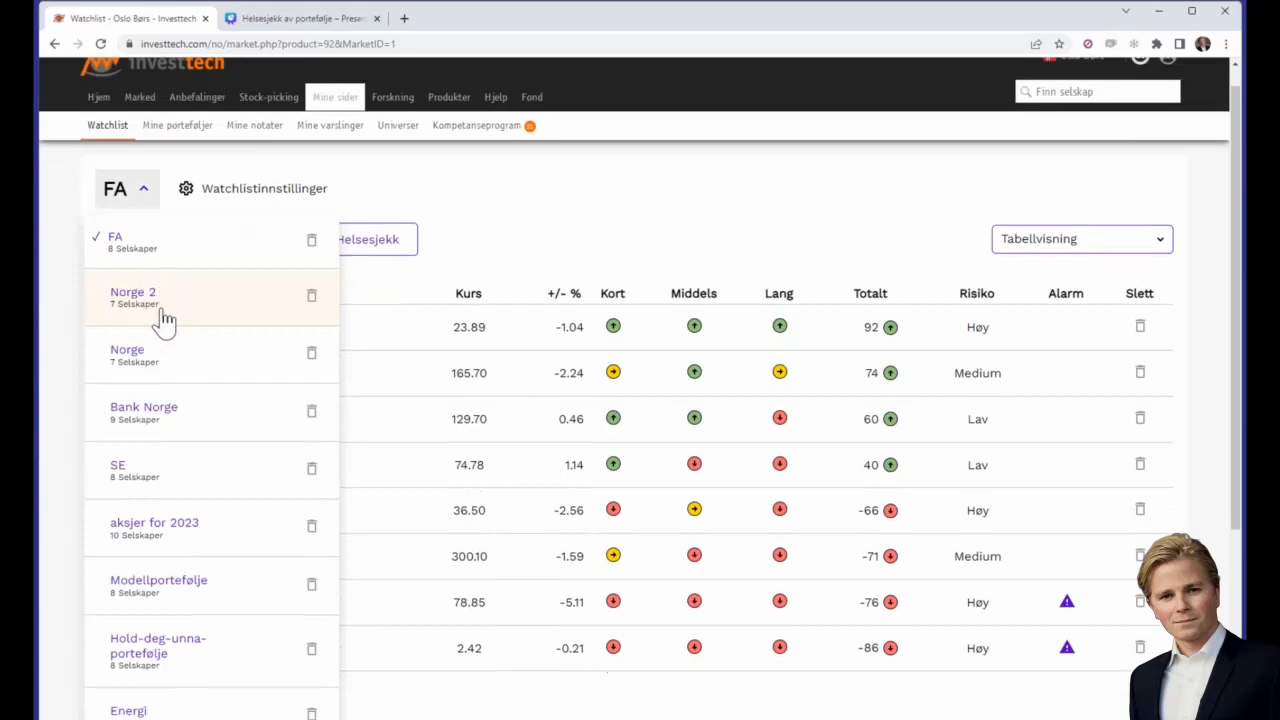 Watchlist - Oslo Børs - Investtech
Helsesjekk av portefølje – Presen
investtech.com/no/market.php?product=92&MarketID=1
investtech
Oslo Børs
Hjem Marked Anbefalinger Stock-picking Mine sider Forskning Produkter Hjelp Fond
Finn selskap
Watchlist Mine porteføljer Mine notater Mine varslinger Universer Kompetanseprogram
FA
Watchlistinnstillinger
FA
8 Selskaper
Helsesjekk
Tabellvisning
Norge 2
7 Selskaper
Norge
7 Selskaper
Bank Norge
9 Selskaper
SE
8 Selskaper
aksjer for 2023
10 Selskaper
Modellportefølje
8 Selskaper
Hold-deg-unna-
portefølje
8 Selskaper
Energi
Kurs +/- % Kort Middels Lang Totalt Risiko Alarm Slett
23.89 -1.04 92 Høy
165.70 -2.24 74 Medium
129.70 0.46 60 Lav
74.78 1.14 40 Lav
36.50 -2.56 -66 Høy
300.10 -1.59 -71 Medium
78.85 -5.11 -76 Høy
2.42 -0.21 -86 Høy